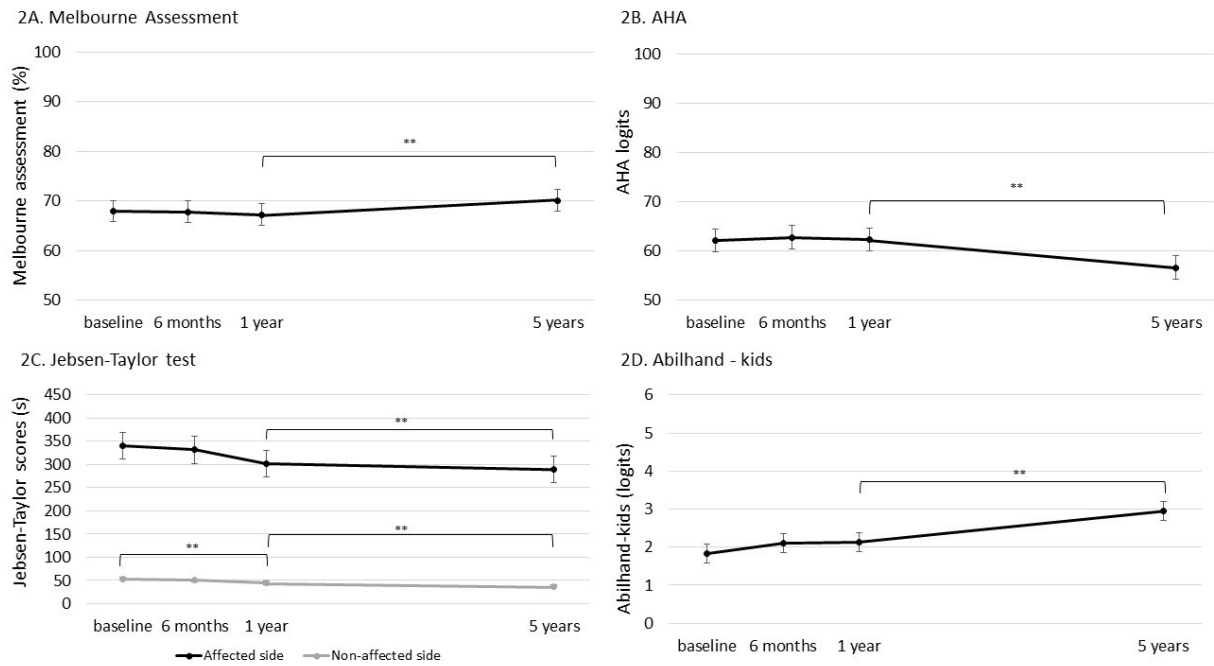 2A. Melbourne Assessment
Melbourne assessment (%)
100
90
80
70
60
50
**
baseline 6 months 1 year 5 years
2B. AHA
AHA logits
100
90
80
70
60
50
**
baseline 6 months 1 year 5 years
2C. Jebsen-Taylor test
Jebsen-Taylor scores (s)
450
400
350
300
250
200
150
100
50
0
**
**
**
baseline 6 months 1 year 5 years
Affected side Non-affected side
2D. Abilhand - kids
Abilhand-kids (logits)
6
5
4
3
2
1
0
**
baseline 6 months 1 year 5 years